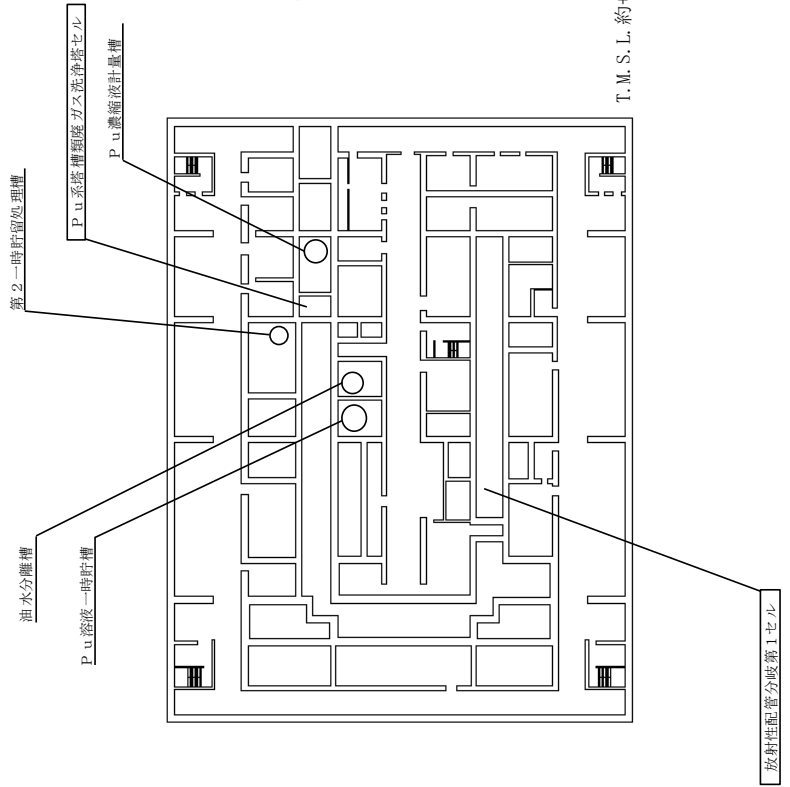 第2一時貯留処理槽
Pu系塔槽類廃ガス洗浄塔セル
Pu濃縮液計量槽
油水分離槽
Pu溶液一時貯槽
放射性配管分岐第1セル
T.M.S.L.約+